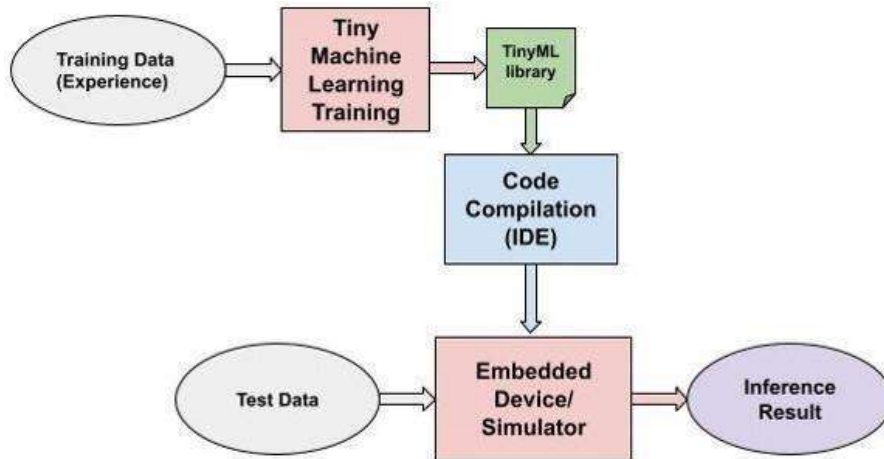 Training Data
(Experience)
Tiny
Machine
Learning
Training
TinyML
library
Code
Compilation
(IDE)
Test Data
Embedded
Device/
Simulator
Inference
Result